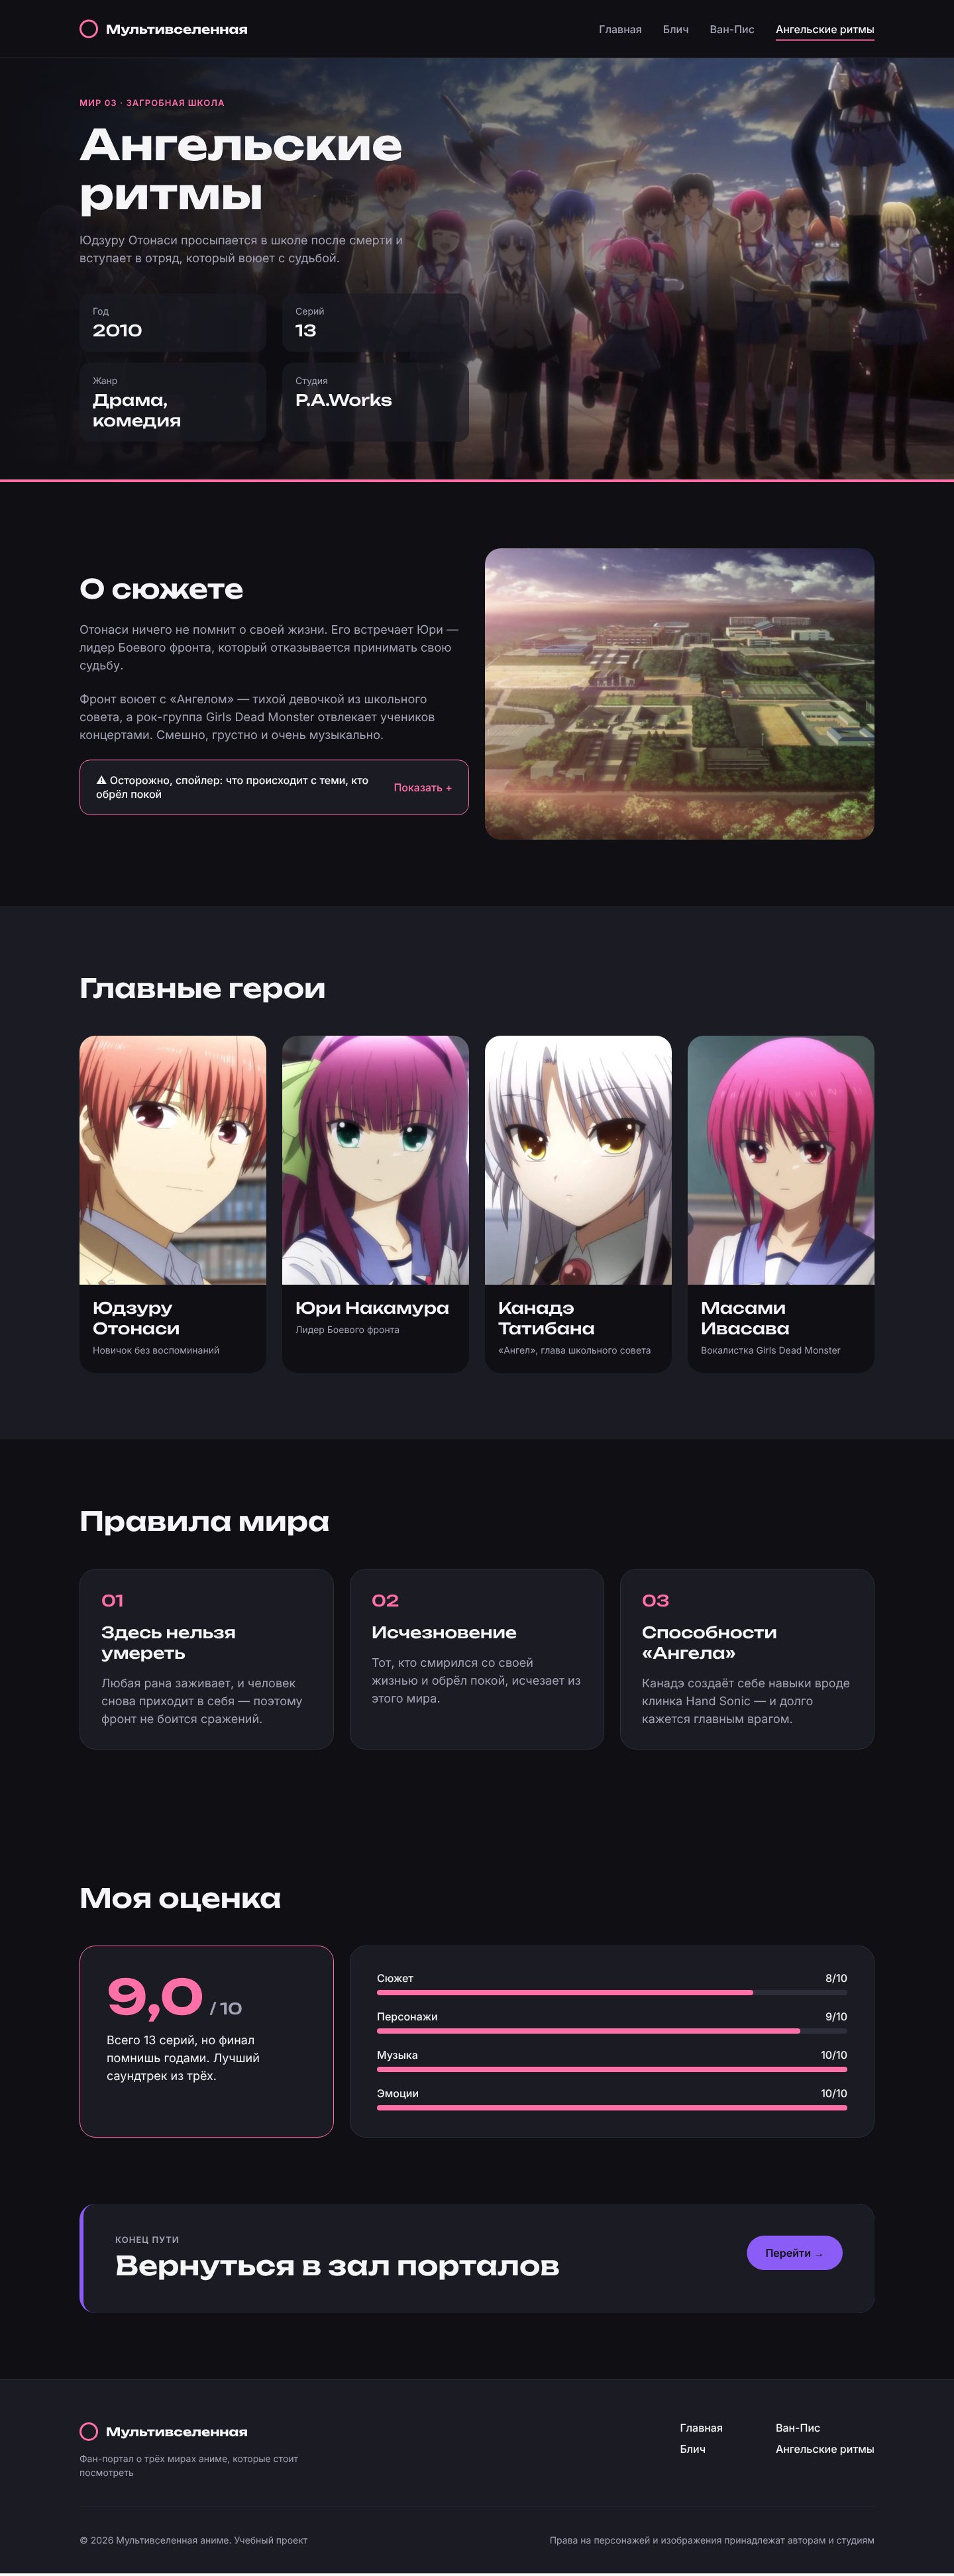 Мультивселенная
Главная
Блич
Ван-Пис
Ангельские ритмы
МИР 03 · ЗАГРОБНАЯ ШКОЛА
Ангельские
ритмы
Юдзуру Отонаси просыпается в школе после смерти и
вступает в отряд, который воюет с судьбой.
Год
2010
Серий
13
Жанр
Драма,
комедия
Студия
P.A.Works
О сюжете
Отонаси ничего не помнит о своей жизни. Его встречает Юри —
лидер Боевого фронта, который отказывается принимать свою
судьбу.
Фронт воюет с «Ангелом» — тихой девочкой из школьного
совета, а рок-группа Girls Dead Monster отвлекает учеников
концертами. Смешно, грустно и очень музыкально.
⚠ Осторожно, спойлер: что происходит с теми, кто
обрёл покой
Показать +
Главные герои
Юдзуру
Отонаси
Новичок без воспоминаний
Юри Накамура
Лидер Боевого фронта
Канадэ
Татибана
«Ангел», глава школьного совета
Масами
Ивасава
Вокалистка Girls Dead Monster
Правила мира
01
Здесь нельзя
умереть
Любая рана заживает, и человек
снова приходит в себя — поэтому
фронт не боится сражений.
02
Исчезновение
Тот, кто смирился со своей
жизнью и обрёл покой, исчезает из
этого мира.
03
Способности
«Ангела»
Канадэ создаёт себе навыки вроде
клинка Hand Sonic — и долго
кажется главным врагом.
Моя оценка
9,0 / 10
Всего 13 серий, но финал
помнишь годами. Лучший
саундтрек из трёх.
Сюжет 8/10
Персонажи 9/10
Музыка 10/10
Эмоции 10/10
КОНЕЦ ПУТИ
Вернуться в зал порталов
Перейти →
Мультивселенная
Фан-портал о трёх мирах аниме, которые стоит
посмотреть
Главная
Ван-Пис
Блич
Ангельские ритмы
© 2026 Мультивселенная аниме. Учебный проект
Права на персонажей и изображения принадлежат авторам и студиям